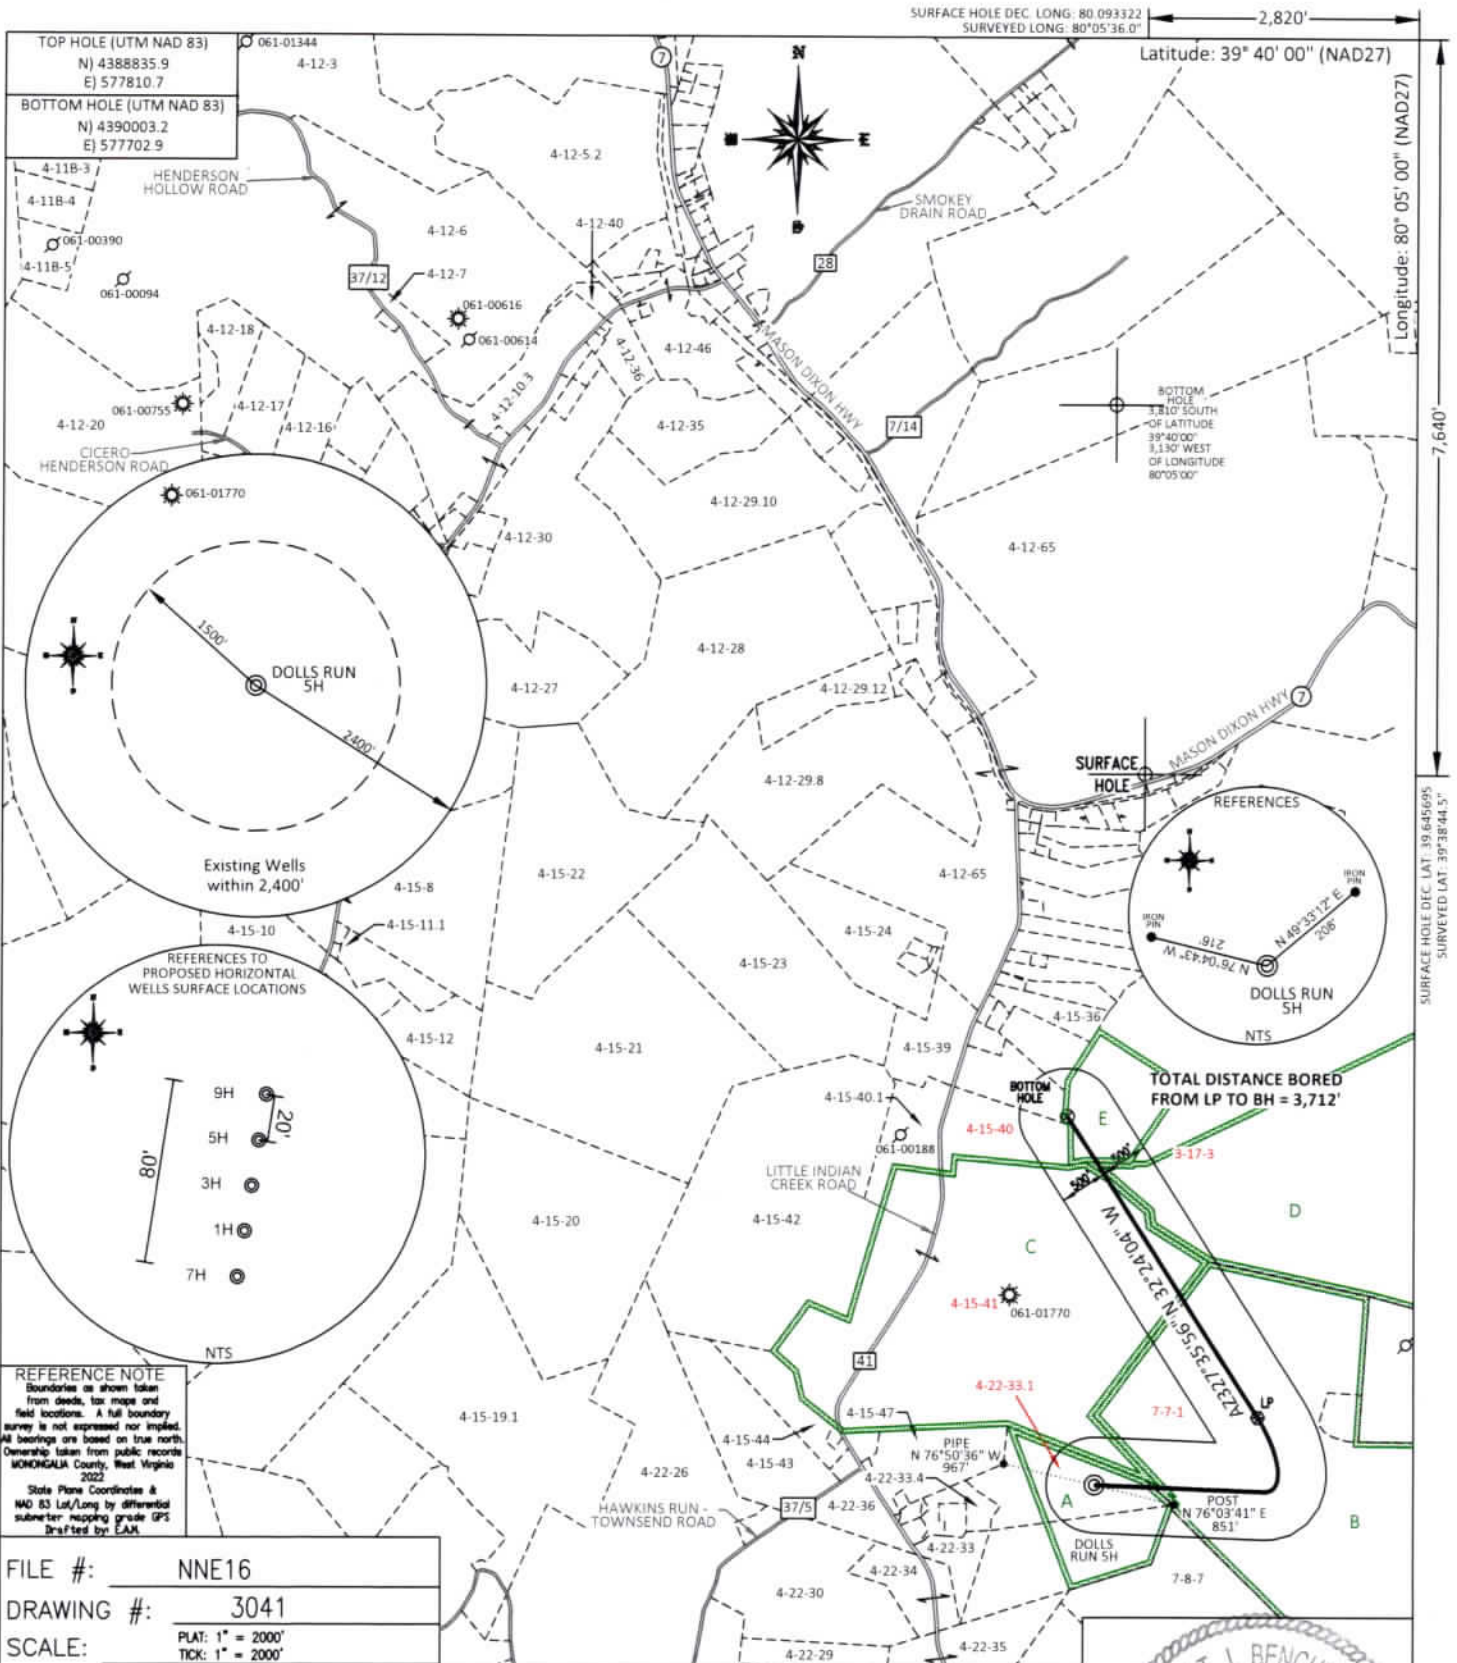 SURFACE HOLE DEC. LONG: 80.093322
SURVEYED LONG: 80°05'36.0"
2,820'
Latitude: 39° 40' 00" (NAD27)
Longitude: 80° 05' 00" (NAD27)
7,640'
SURFACE HOLE DEC. LAT: 39.645695
SURVEYED LAT: 39°38'44.5"
TOP HOLE (UTM NAD 83)
N) 4388835.9
E) 577810.7
BOTTOM HOLE (UTM NAD 83)
N) 4390003.2
E) 577702.9
061-01344
4-12-3
7
N
4-12-5.2
4-11B-3
4-11B-4
061-00390
4-11B-5
061-00094
HENDERSON
HOLLOW ROAD
4-12-6
4-12-40
37/12
4-12-7
061-00616
061-00614
SMOKEY
DRAIN ROAD
28
4-12-18
4-12-36
4-12-46
MASON DIXON HWY
061-00755
4-12-17
4-12-20
4-12-16
4-12-10.3
4-12-35
7/14
BOTTOM
HOLE
3,810' SOUTH
OF LATITUDE
39°40'00"
3,130' WEST
OF LONGITUDE
80°05'00"
CICERO
HENDERSON ROAD
061-01770
4-12-29.10
4-12-30
4-12-65
1500'
DOLLS RUN
5H
2400'
Existing Wells
within 2,400'
4-12-28
4-12-27
4-12-29.12
4-12-29.8
MASON DIXON HWY
7
SURFACE
HOLE
REFERENCES
IRON
PIN
IRON
PIN
N 49°33'12" E
208'
216'
N 76°04'43" W
DOLLS RUN
5H
NTS
4-15-8
4-15-22
4-12-65
4-15-10
4-15-11.1
4-15-24
4-15-23
REFERENCES TO
PROPOSED HORIZONTAL
WELLS SURFACE LOCATIONS
9H
20'
5H
80'
3H
1H
7H
NTS
4-15-12
4-15-21
4-15-39
4-15-36
BOTTOM
HOLE
TOTAL DISTANCE BORED
FROM LP TO BH = 3,712'
4-15-40.1
4-15-40
E
061-00188
3-17-3
500'
500'
LITTLE INDIAN
CREEK ROAD
4-15-20
4-15-42
C
D
AZ327°35'56" N 32°24'04" W
4-15-41
061-01770
41
REFERENCE NOTE
Boundaries as shown taken
from deeds, tax maps and
field locations. A full boundary
survey is not expressed nor implied.
All bearings are based on true north.
Ownership taken from public records
MONONGALIA County, West Virginia
2022
State Plane Coordinates &
NAD 83 Lat/Long by differential
submeter mapping grade GPS
Drafted by: E.A.M.
4-15-19.1
4-22-33.1
7-7-1
LP
4-15-47
4-15-44
4-15-43
PIPE
N 76°50'36" W
967'
4-22-26
4-22-33.4
A
HAWKINS RUN -
TOWNSEND ROAD
37/5
4-22-36
POST
N 76°03'41" E
851'
B
4-22-33
DOLLS
RUN 5H
4-22-34
4-22-30
7-8-7
4-22-35
4-22-29
FILE #: NNE16
DRAWING #: 3041
SCALE: PLAT: 1" = 2000'
TICK: 1" = 2000'